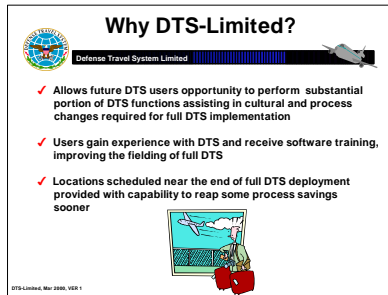 Why DTS-Limited?
DEFENSE TRAVEL SYSTEM
Defense Travel System Limited
✓ Allows future DTS users opportunity to perform substantial
portion of DTS functions assisting in cultural and process
changes required for full DTS implementation
✓ Users gain experience with DTS and receive software training,
improving the fielding of full DTS
✓ Locations scheduled near the end of full DTS deployment
provided with capability to reap some process savings
sooner
DTS-Limited, Mar 2000, VER 1